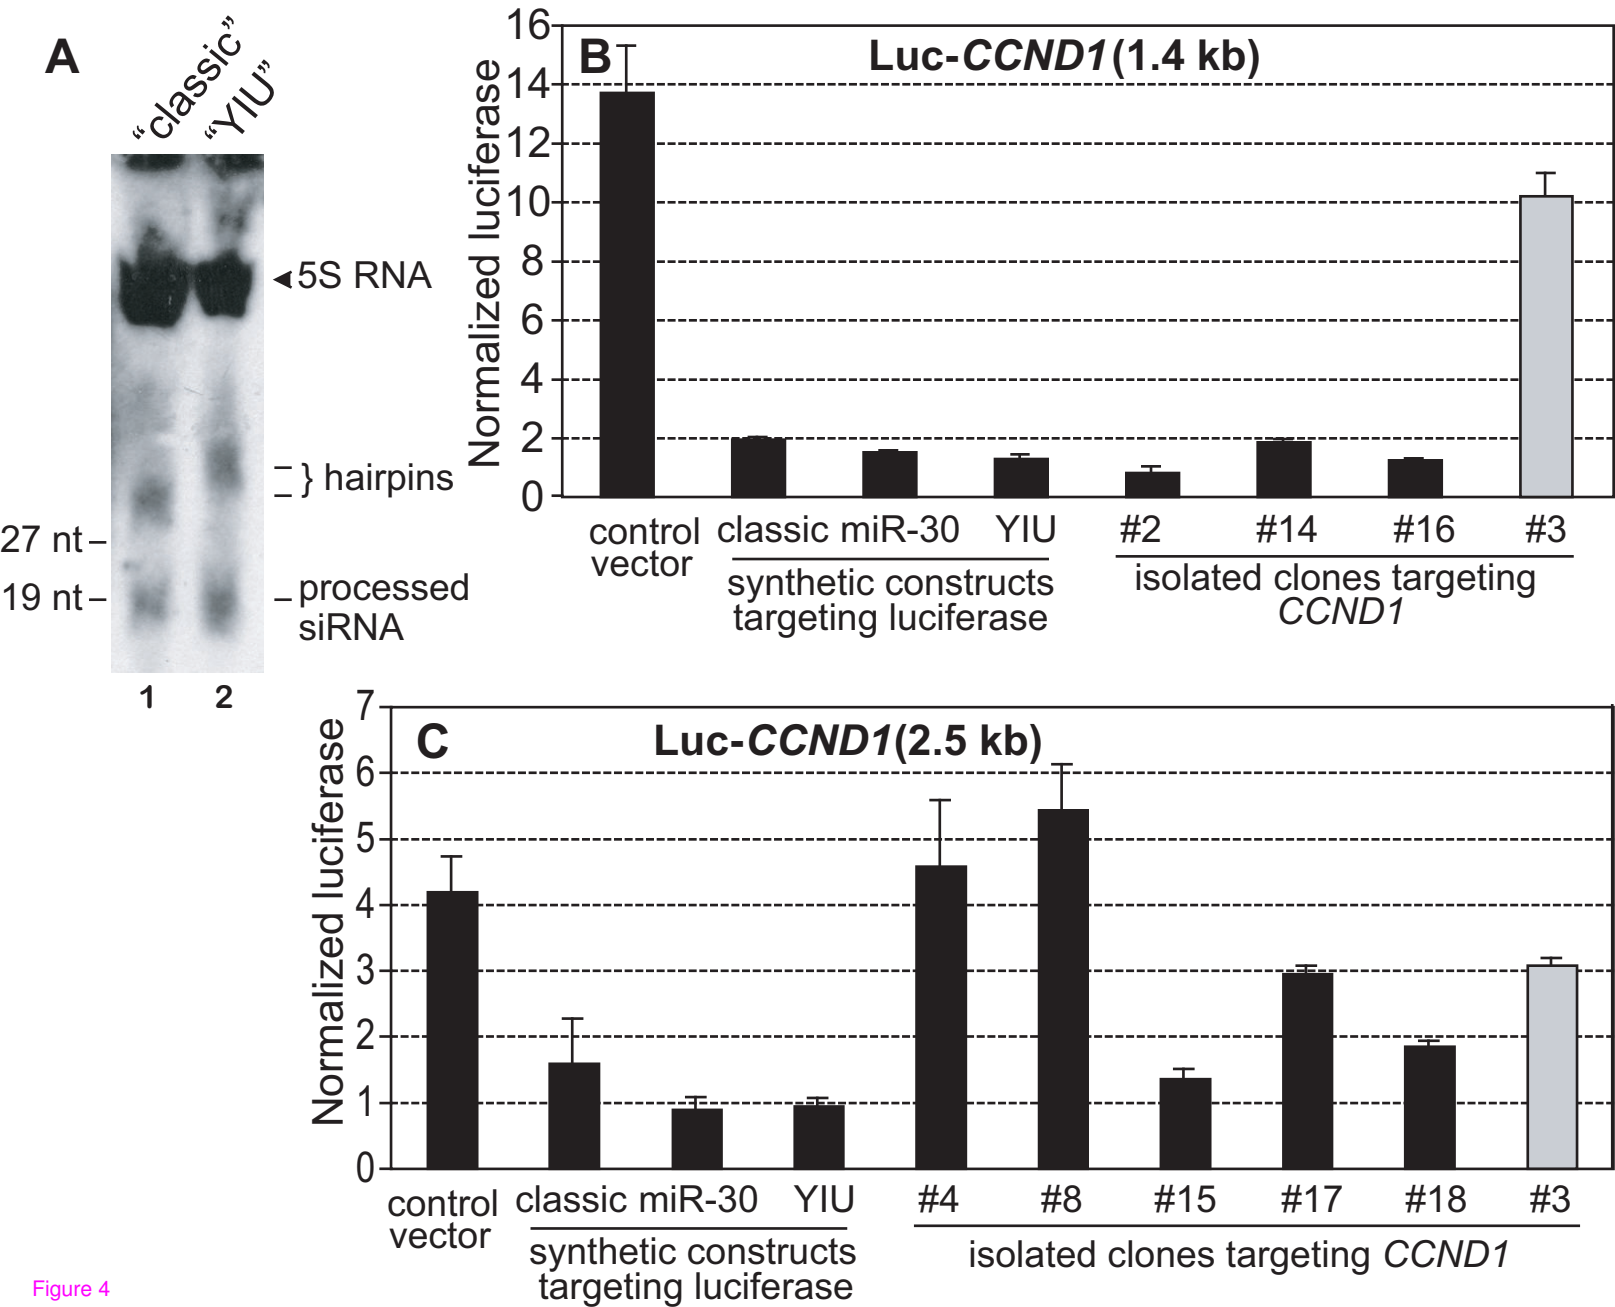 A
“classic”
“YIU”
5S RNA
} hairpins
27 nt
19 nt
processed
siRNA
1 2
B
Luc-CCND1(1.4 kb)
Normalized luciferase
16
14
12
10
8
6
4
2
0
control
vector
classic miR-30 YIU
synthetic constructs
targeting luciferase
#2 #14 #16 #3
isolated clones targeting
CCND1
C
Luc-CCND1(2.5 kb)
Normalized luciferase
7
6
5
4
3
2
1
0
control
vector
classic miR-30 YIU
synthetic constructs
targeting luciferase
#4 #8 #15 #17 #18 #3
isolated clones targeting CCND1
Figure 4